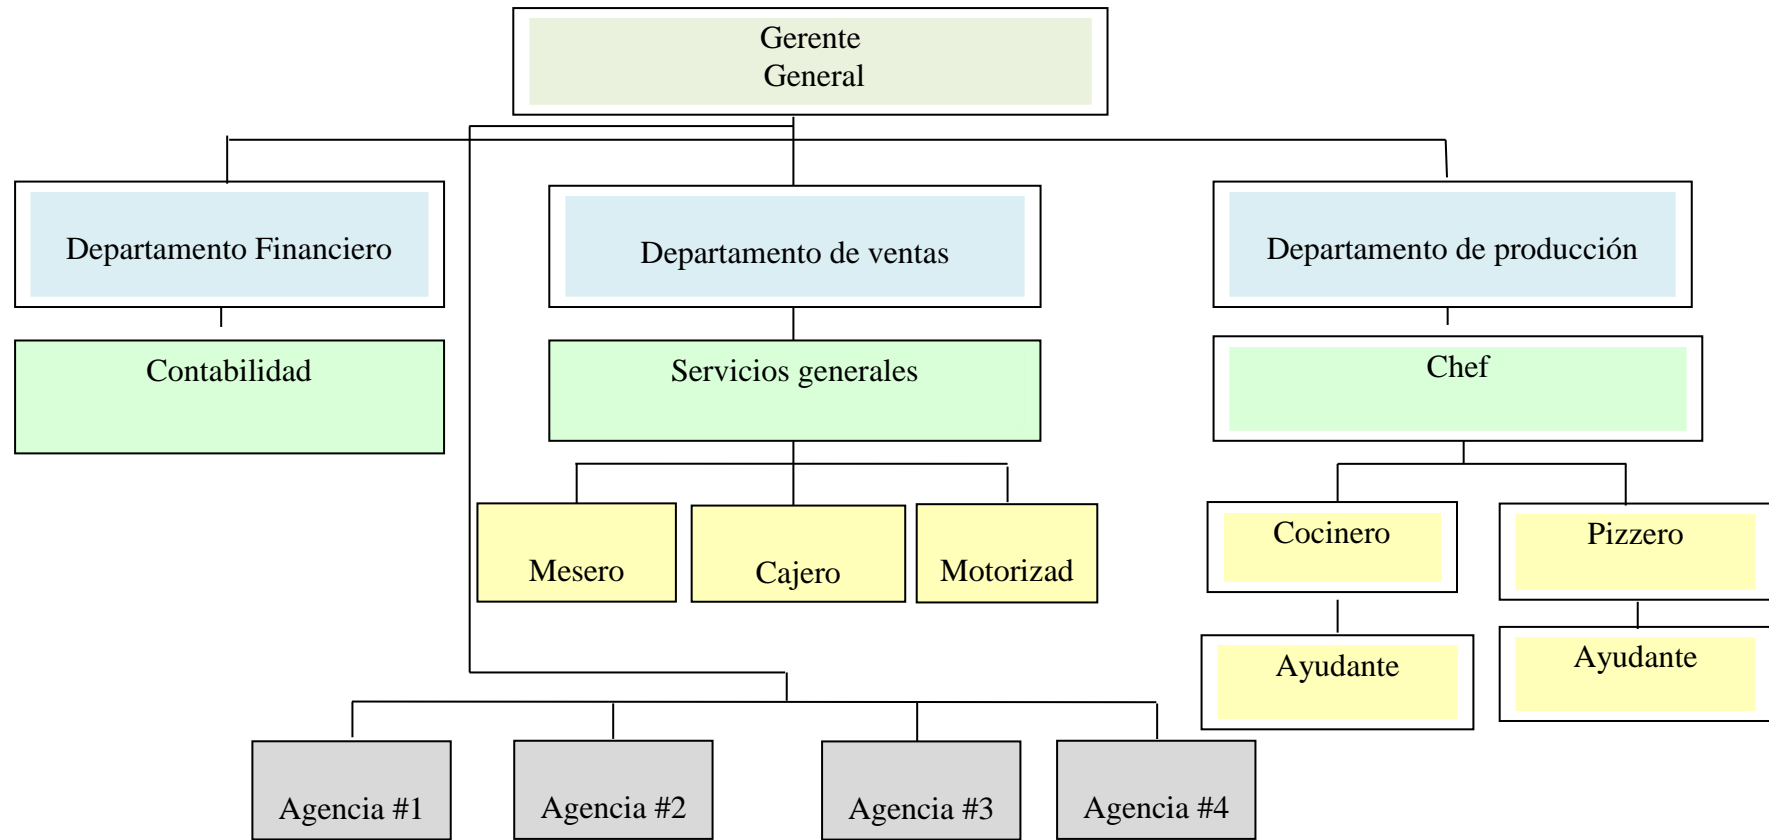 Gerente
General
Departamento Financiero
Departamento de ventas
Departamento de producción
Contabilidad
Servicios generales
Chef
Mesero
Cajero
Motorizad
Cocinero
Pizzero
Ayudante
Ayudante
Agencia #1
Agencia #2
Agencia #3
Agencia #4